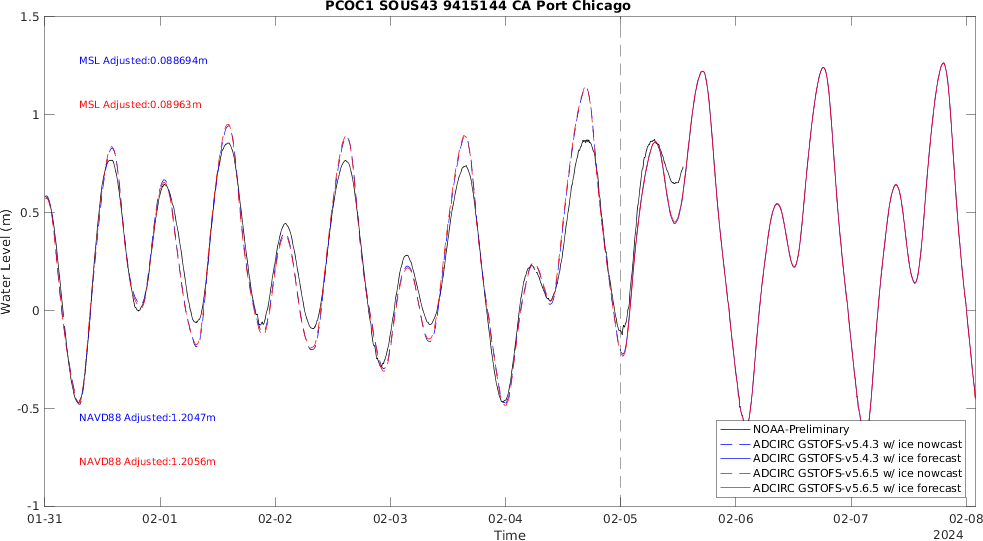 PCOC1 SOUS43 9415144 CA Port Chicago
1.5
MSL Adjusted:0.088694m
MSL Adjusted:0.08963m
1
0.5
Water Level (m)
0
-0.5
NAVD88 Adjusted:1.2047m
NAVD88 Adjusted:1.2056m
NOAA-Preliminary
ADCIRC GSTOFS-v5.4.3 w/ ice nowcast
ADCIRC GSTOFS-v5.4.3 w/ ice forecast
ADCIRC GSTOFS-v5.6.5 w/ ice nowcast
ADCIRC GSTOFS-v5.6.5 w/ ice forecast
-1
01-31 02-01 02-02 02-03 02-04 02-05 02-06 02-07 02-08
Time
2024